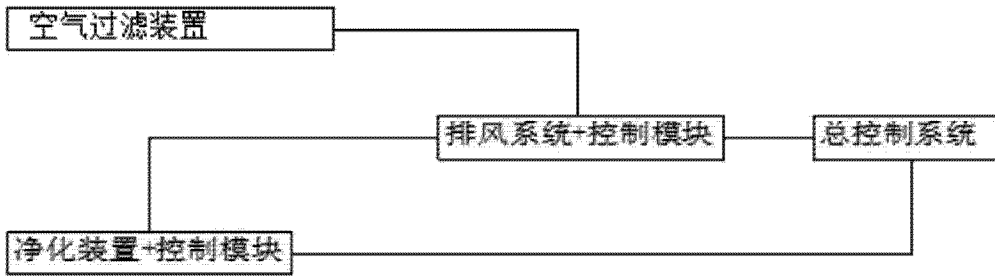 空气过滤装置
排风系统+控制模块
总控制系统
净化装置+控制模块